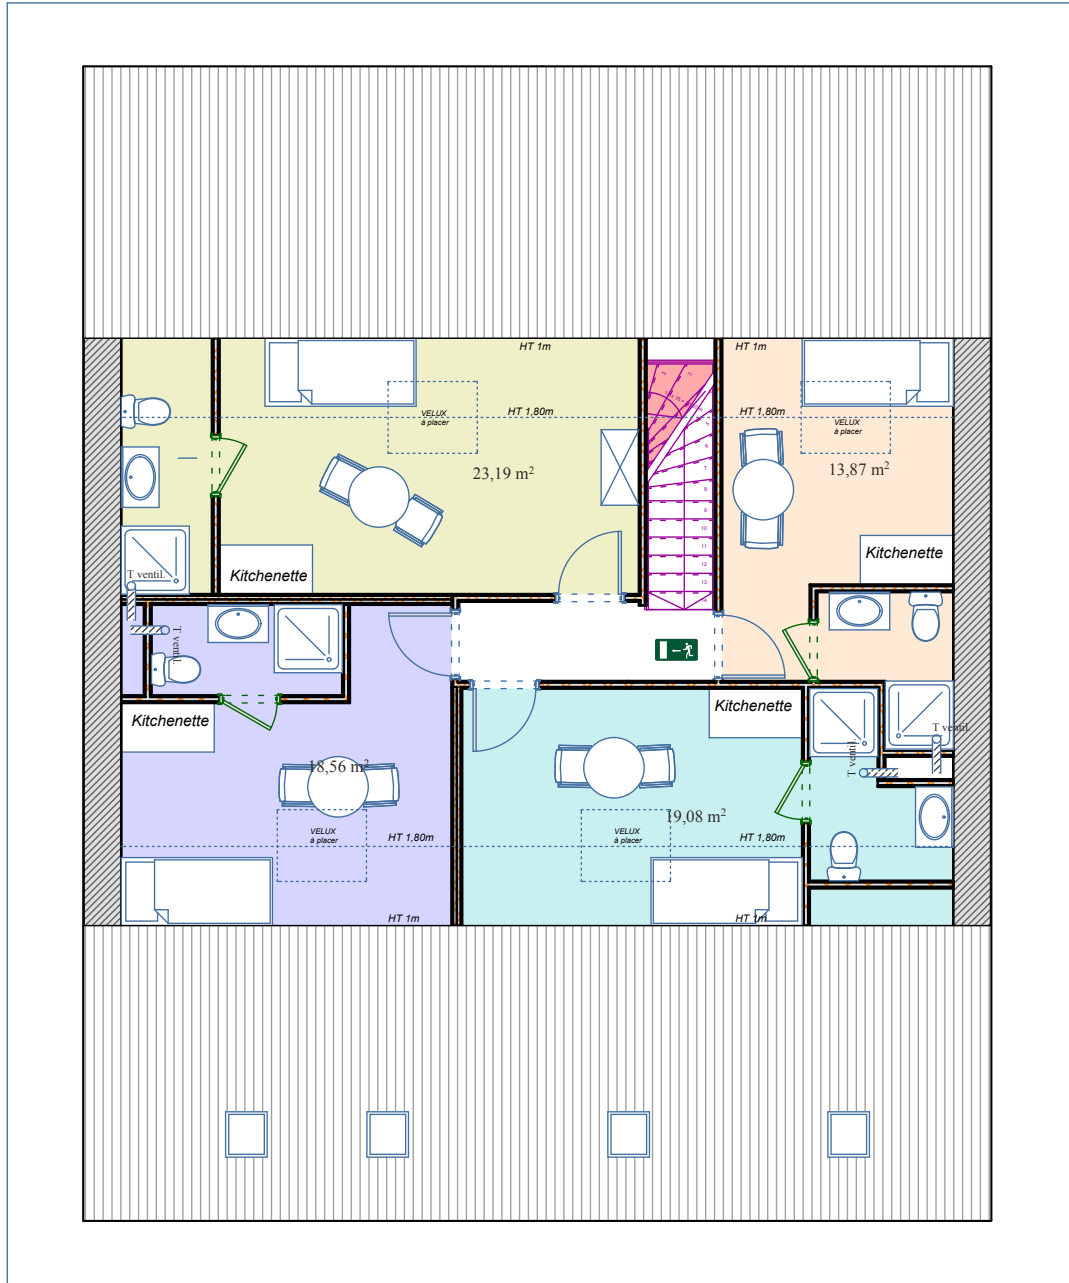 HT 1m
HT 1m
VELUX
à placer
HT 1,80m
HT 1,80m
VELUX
à placer
23,19 m²
13,87 m²
Kitchenette
Kitchenette
T ventil.
T ventil.
Kitchenette
Kitchenette
T ventil.
T ventil.
18,56 m²
19,08 m²
VELUX
à placer
HT 1,80m
VELUX
à placer
HT 1,80m
HT 1m
HT 1m